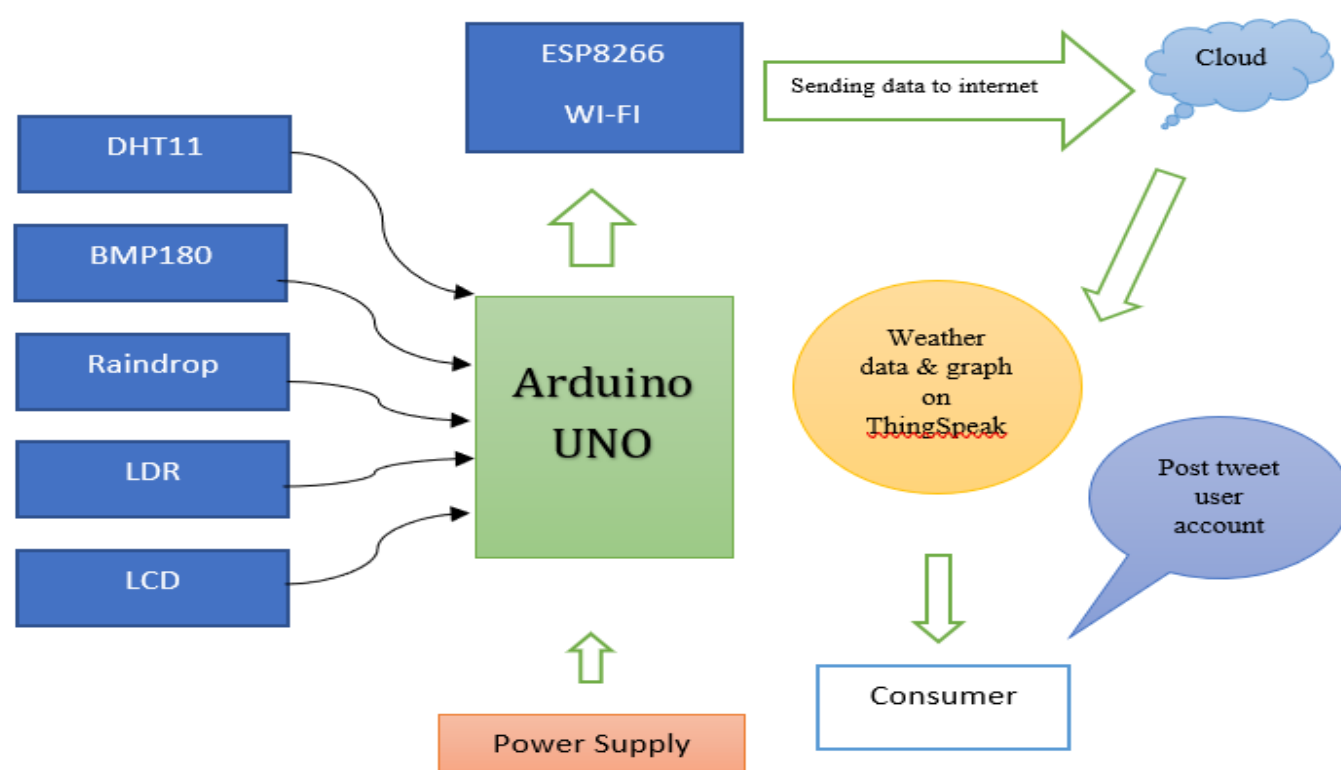 ESP8266
WI-FI
Sending data to internet
Cloud
DHT11
BMP180
Raindrop
LDR
LCD
Arduino
UNO
Weather
data & graph
on
ThingSpeak
Post tweet
user
account
Consumer
Power Supply